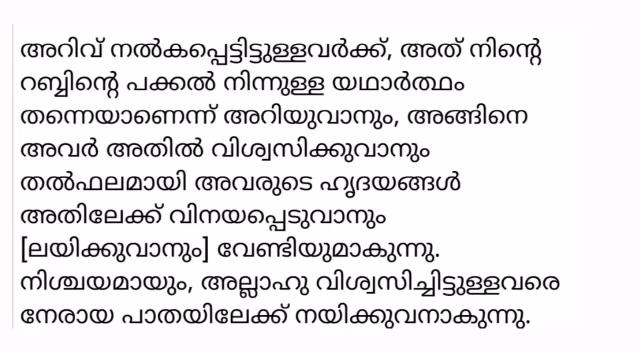 അറിവ് നൽകപ്പെട്ടിട്ടുള്ളവർക്ക്, അത് നിന്റെ
റബ്ബിന്റെ പക്കൽ നിന്നുള്ള യഥാർത്ഥം
തന്നെയാണെന്ന് അറിയുവാനും, അങ്ങിനെ
അവർ അതിൽ വിശ്വസിക്കുവാനും
തൽഫലമായി അവരുടെ ഹൃദയങ്ങൾ
അതിലേക്ക് വിനയപ്പെടുവാനും
[ലയിക്കുവാനും] വേണ്ടിയുമാകുന്നു.
നിശ്ചയമായും, അല്ലാഹു വിശ്വസിച്ചിട്ടുള്ളവരെ
നേരായ പാതയിലേക്ക് നയിക്കുവനാകുന്നു.